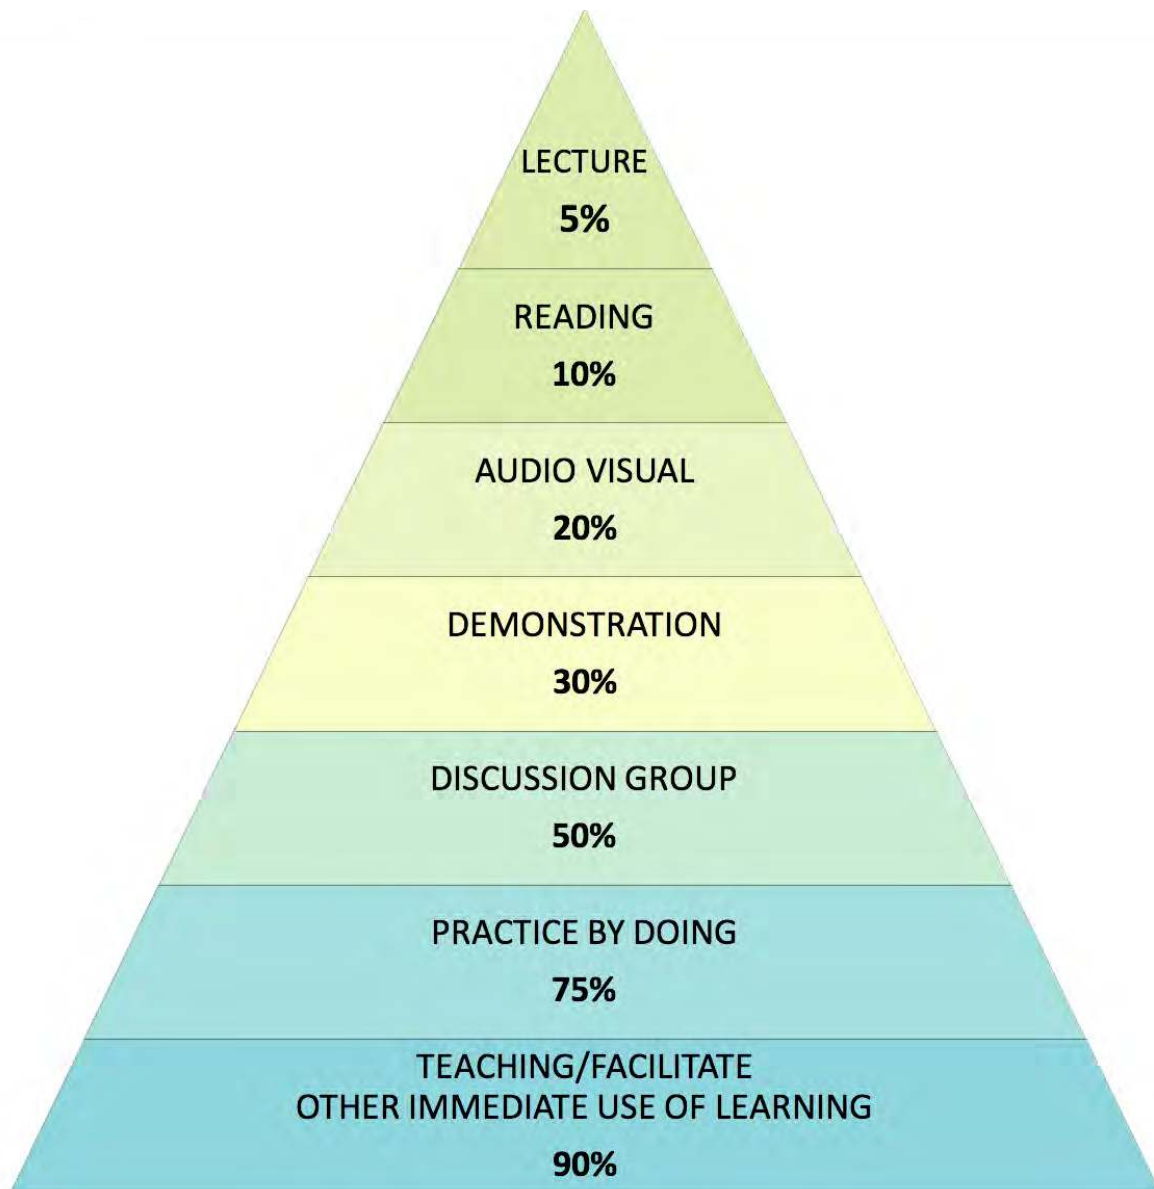 LECTURE
5%
READING
10%
AUDIO VISUAL
20%
DEMONSTRATION
30%
DISCUSSION GROUP
50%
PRACTICE BY DOING
75%
TEACHING/FACILITATE
OTHER IMMEDIATE USE OF LEARNING
90%